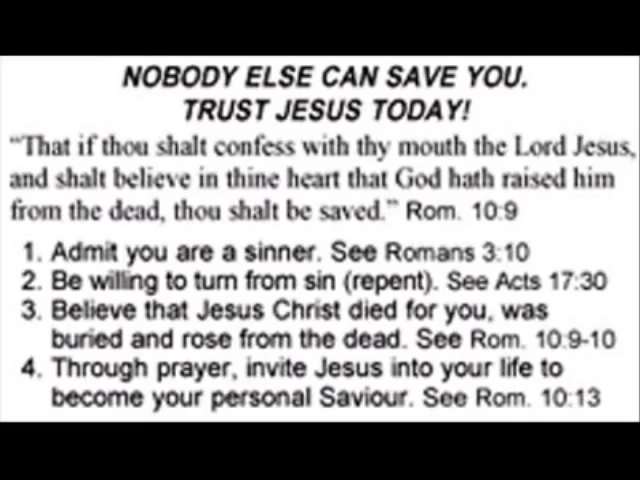 NOBODY ELSE CAN SAVE YOU.
TRUST JESUS TODAY!
“That if thou shalt confess with thy mouth the Lord Jesus,
and shalt believe in thine heart that God hath raised him
from the dead, thou shalt be saved.” Rom. 10:9
1. Admit you are a sinner. See Romans 3:10
2. Be willing to turn from sin (repent). See Acts 17:30
3. Believe that Jesus Christ died for you, was
buried and rose from the dead. See Rom. 10:9-10
4. Through prayer, invite Jesus into your life to
become your personal Saviour. See Rom. 10:13